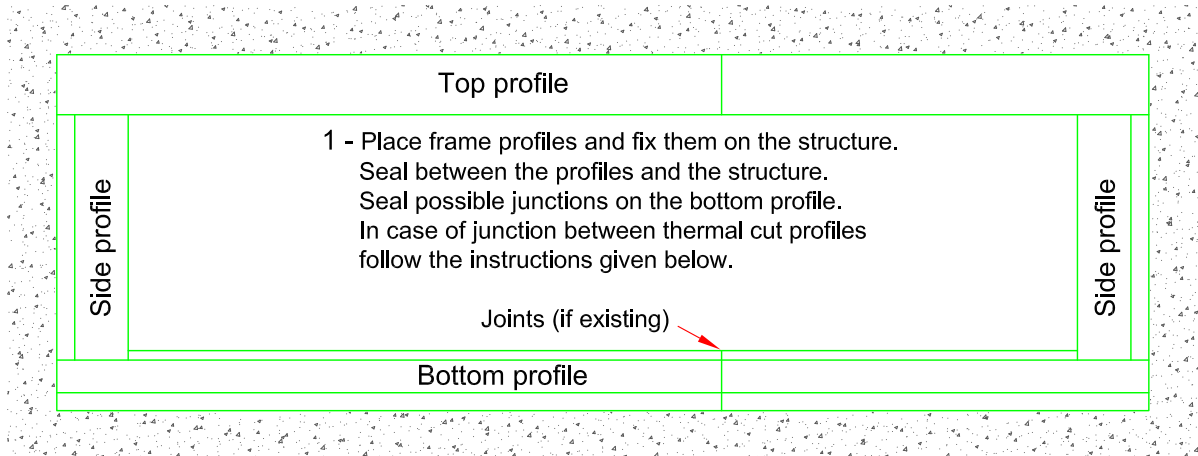 Top profile
1 - Place frame profiles and fix them on the structure.
Seal between the profiles and the structure.
Seal possible junctions on the bottom profile.
In case of junction between thermal cut profiles
follow the instructions given below.
Side profile
Side profile
Joints (if existing)
Bottom profile